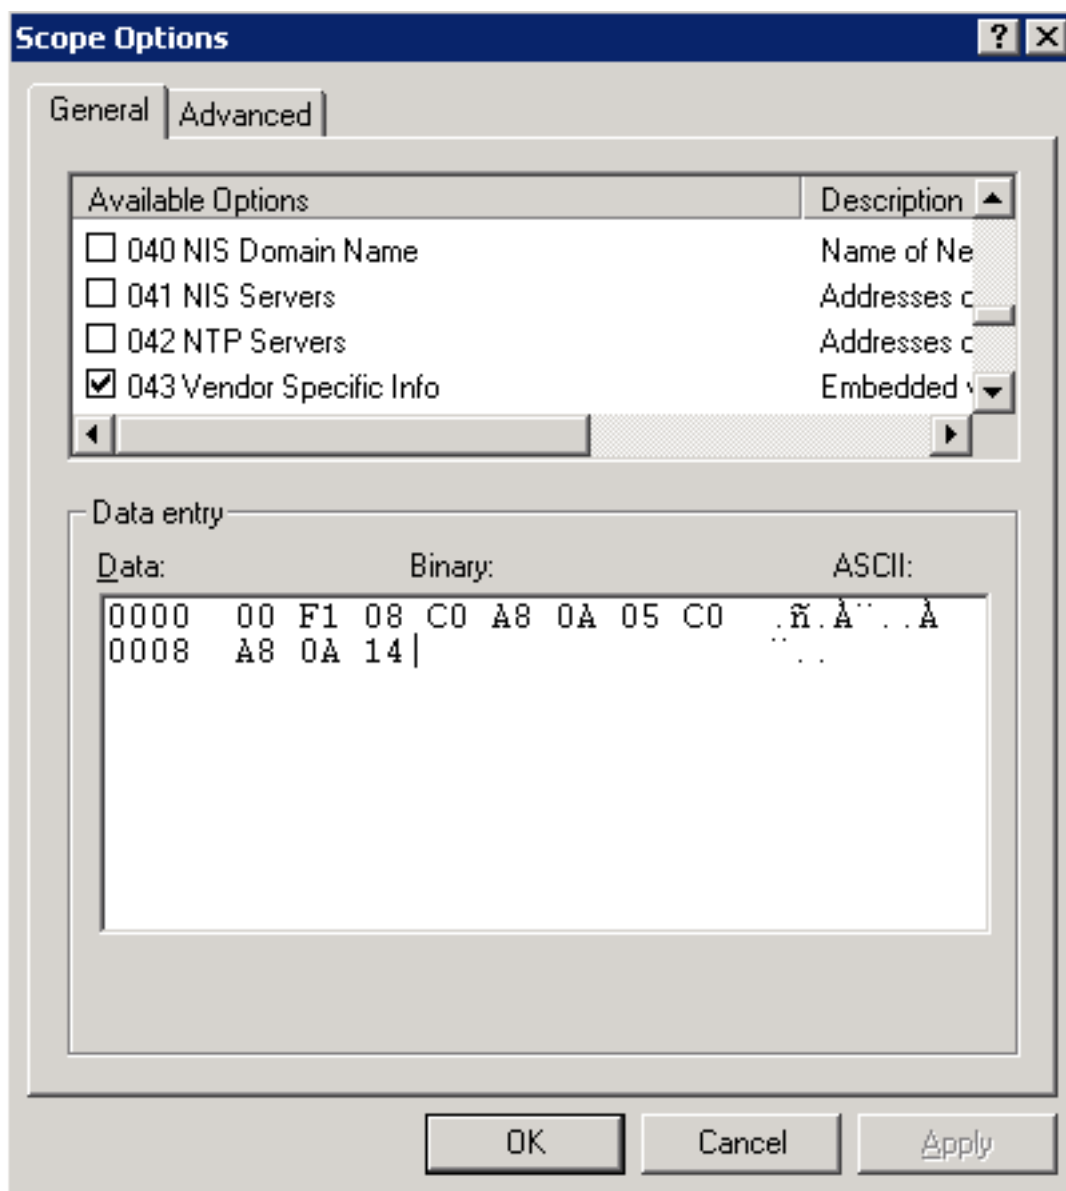 Scope Options
General Advanced
Available Options Description
040 NIS Domain Name Name of Ne
041 NIS Servers Addresses c
042 NTP Servers Addresses c
043 Vendor Specific Info Embedded v
Data entry
Data: Binary: ASCII:
0000 00 F1 08 C0 A8 0A 05 C0 .ñ.À¨..À
0008 A8 0A 14 ¨..
OK Cancel Apply